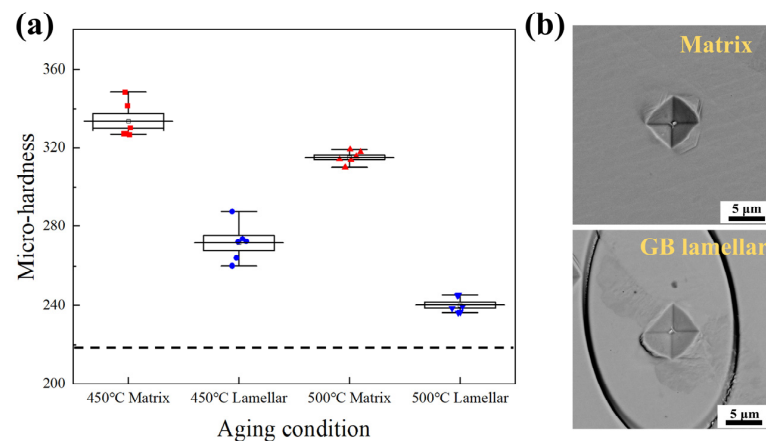 (a)
360
320
280
240
200
Micro-hardness
450℃ Matrix 450℃ Lamellar 500℃ Matrix 500℃ Lamellar
Aging condition
(b)
Matrix
5 μm
GB lamellar
5 μm